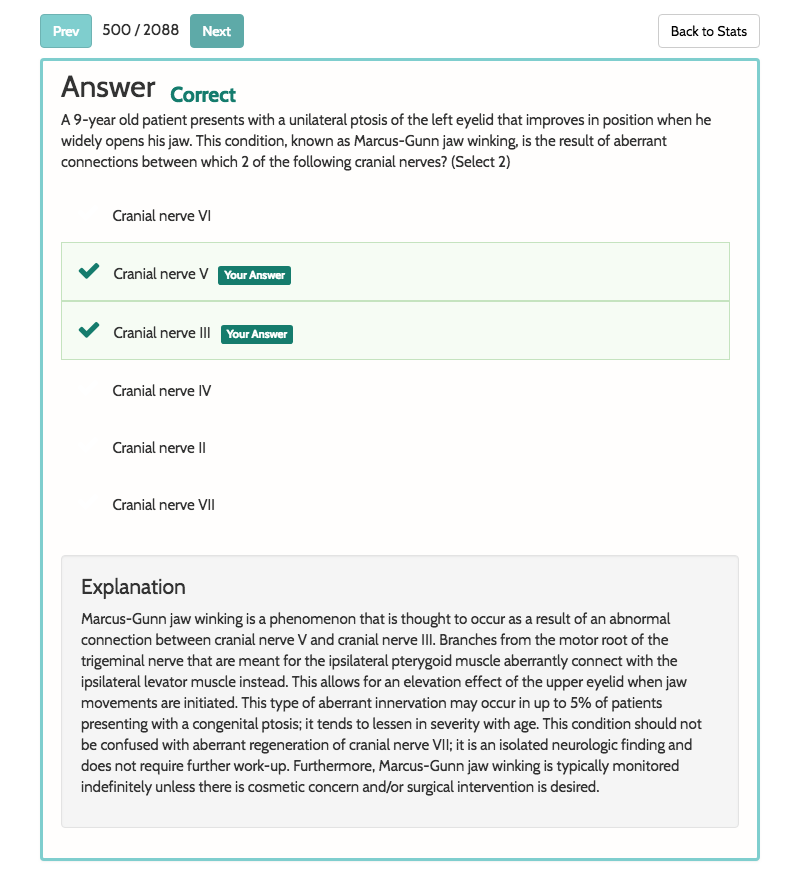 Prev 500 / 2088 Next Back to Stats
Answer Correct
A 9-year old patient presents with a unilateral ptosis of the left eyelid that improves in position when he
widely opens his jaw. This condition, known as Marcus-Gunn jaw winking, is the result of aberrant
connections between which 2 of the following cranial nerves? (Select 2)
Cranial nerve VI
Cranial nerve V Your Answer
Cranial nerve III Your Answer
Cranial nerve IV
Cranial nerve II
Cranial nerve VII
Explanation
Marcus-Gunn jaw winking is a phenomenon that is thought to occur as a result of an abnormal
connection between cranial nerve V and cranial nerve III. Branches from the motor root of the
trigeminal nerve that are meant for the ipsilateral pterygoid muscle aberrantly connect with the
ipsilateral levator muscle instead. This allows for an elevation effect of the upper eyelid when jaw
movements are initiated. This type of aberrant innervation may occur in up to 5% of patients
presenting with a congenital ptosis; it tends to lessen in severity with age. This condition should not
be confused with aberrant regeneration of cranial nerve VII; it is an isolated neurologic finding and
does not require further work-up. Furthermore, Marcus-Gunn jaw winking is typically monitored
indefinitely unless there is cosmetic concern and/or surgical intervention is desired.